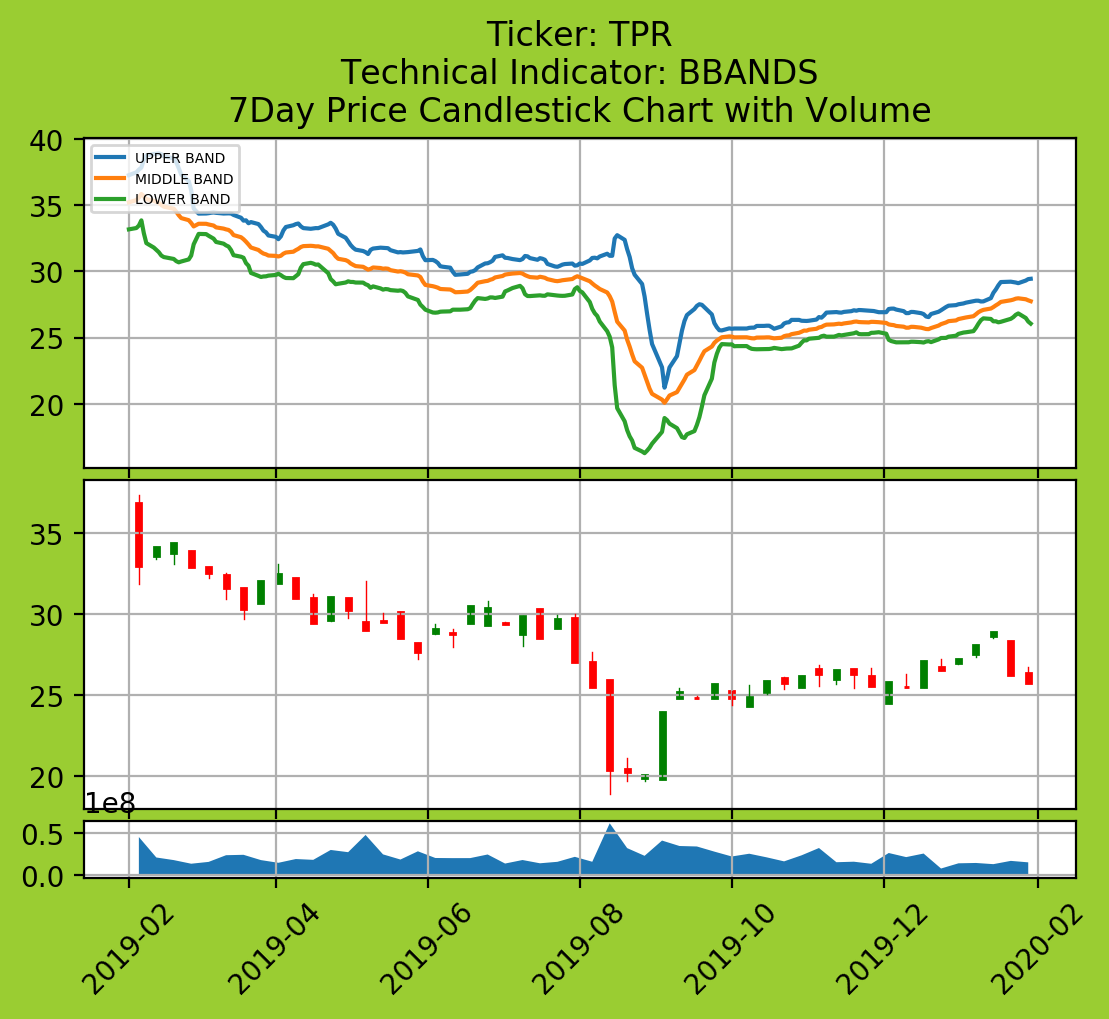 Ticker: TPR
Technical Indicator: BBANDS
7Day Price Candlestick Chart with Volume
40
35
30
25
20
UPPER BAND
MIDDLE BAND
LOWER BAND
35
30
25
20
1e8
0.5
0.0
2019-02
2019-04
2019-06
2019-08
2019-10
2019-12
2020-02